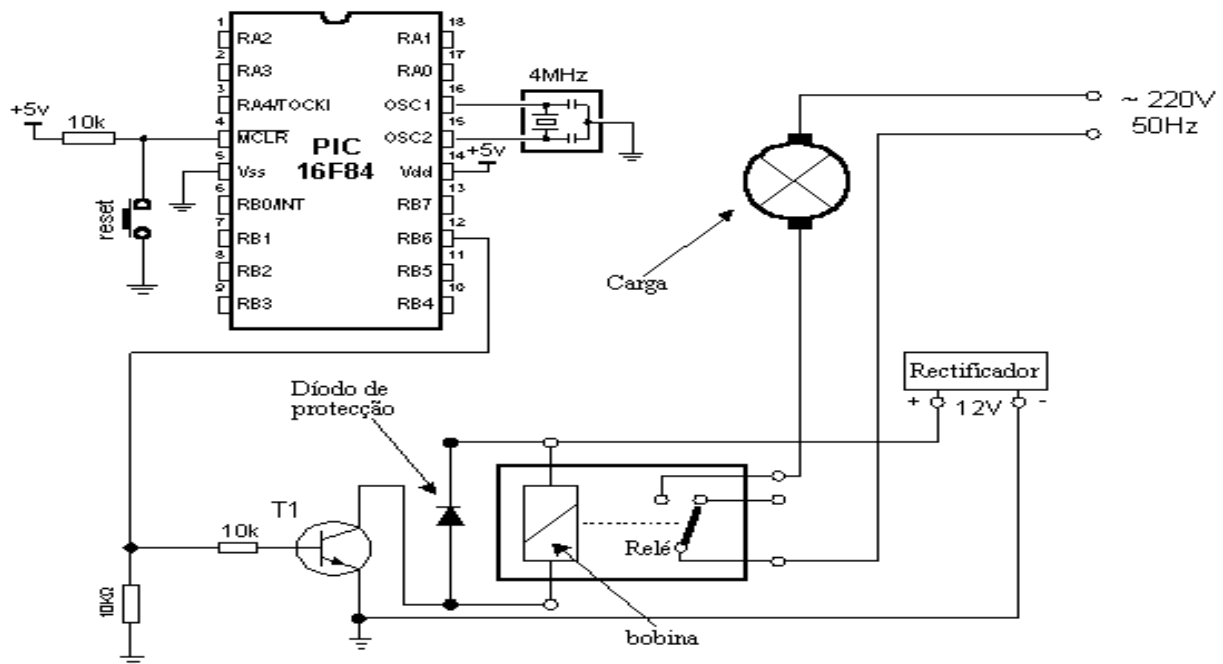 1 RA2
2 RA3
3 RA4/TOCKI
4 MCLR
5 Vss
6 RB0/INT
7 RB1
8 RB2
9 RB3
PIC
16F84
18 RA1
17 RA0
16 OSC1
15 OSC2
14 Vdd
13 RB7
12 RB6
11 RB5
10 RB4
+5v
10k
reset
4MHz
+5v
~ 220V
50Hz
Carga
Rectificador
+ 12V -
Díodo de
protecção
T1
10k
10kΩ
Relé
bobina